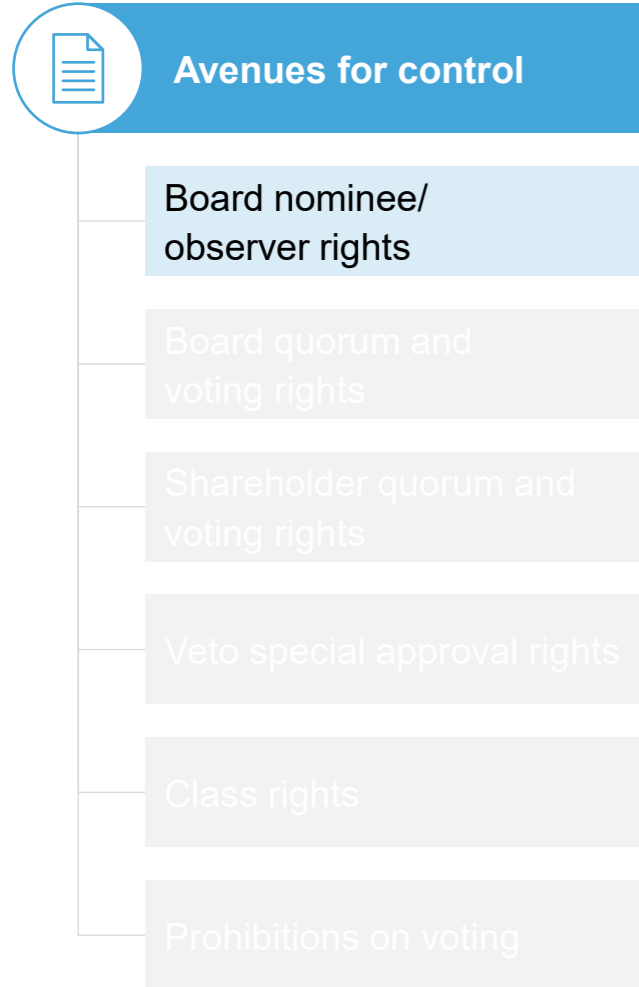 Avenues for control
Board nominee/
observer rights
Board quorum and
voting rights
Shareholder quorum and
voting rights
Veto special approval rights
Class rights
Prohibitions on voting